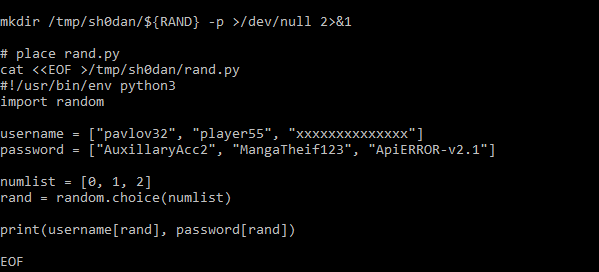 mkdir /tmp/sh0dan/${RAND} -p >/dev/null 2>&1
# place rand.py
cat <<EOF >/tmp/sh0dan/rand.py
#!/usr/bin/env python3
import random
username = ["pavlov32", "player55", "xxxxxxxxxxxxxx"]
password = ["AuxillaryAcc2", "MangaTheif123", "ApiERROR-v2.1"]
numlist = [0, 1, 2]
rand = random.choice(numlist)
print(username[rand], password[rand])
EOF